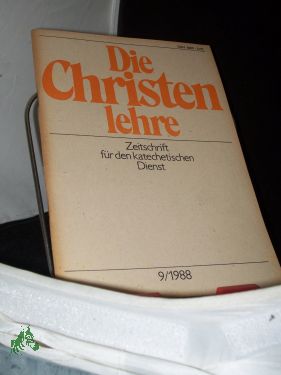 Die
Christen
lehre
Zeitschrift
für den katechetischen
Dienst
9/1988